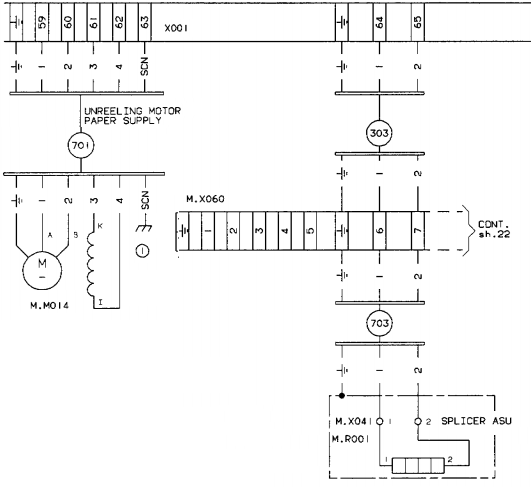 59 60 61 62 63 X001 64 65
1 2 3 4 SCN 1 2
UNREELING MOTOR
PAPER SUPPLY
701 303
1 2 3 4 SCN 1 2
M.X060
A B K
1 2 3 4 5 6 7 CONT.
sh.22
M
–
1
I
M.M014
1 2
703
1 2
M.X041 1 2 SPLICER ASU
M.R001
1 2